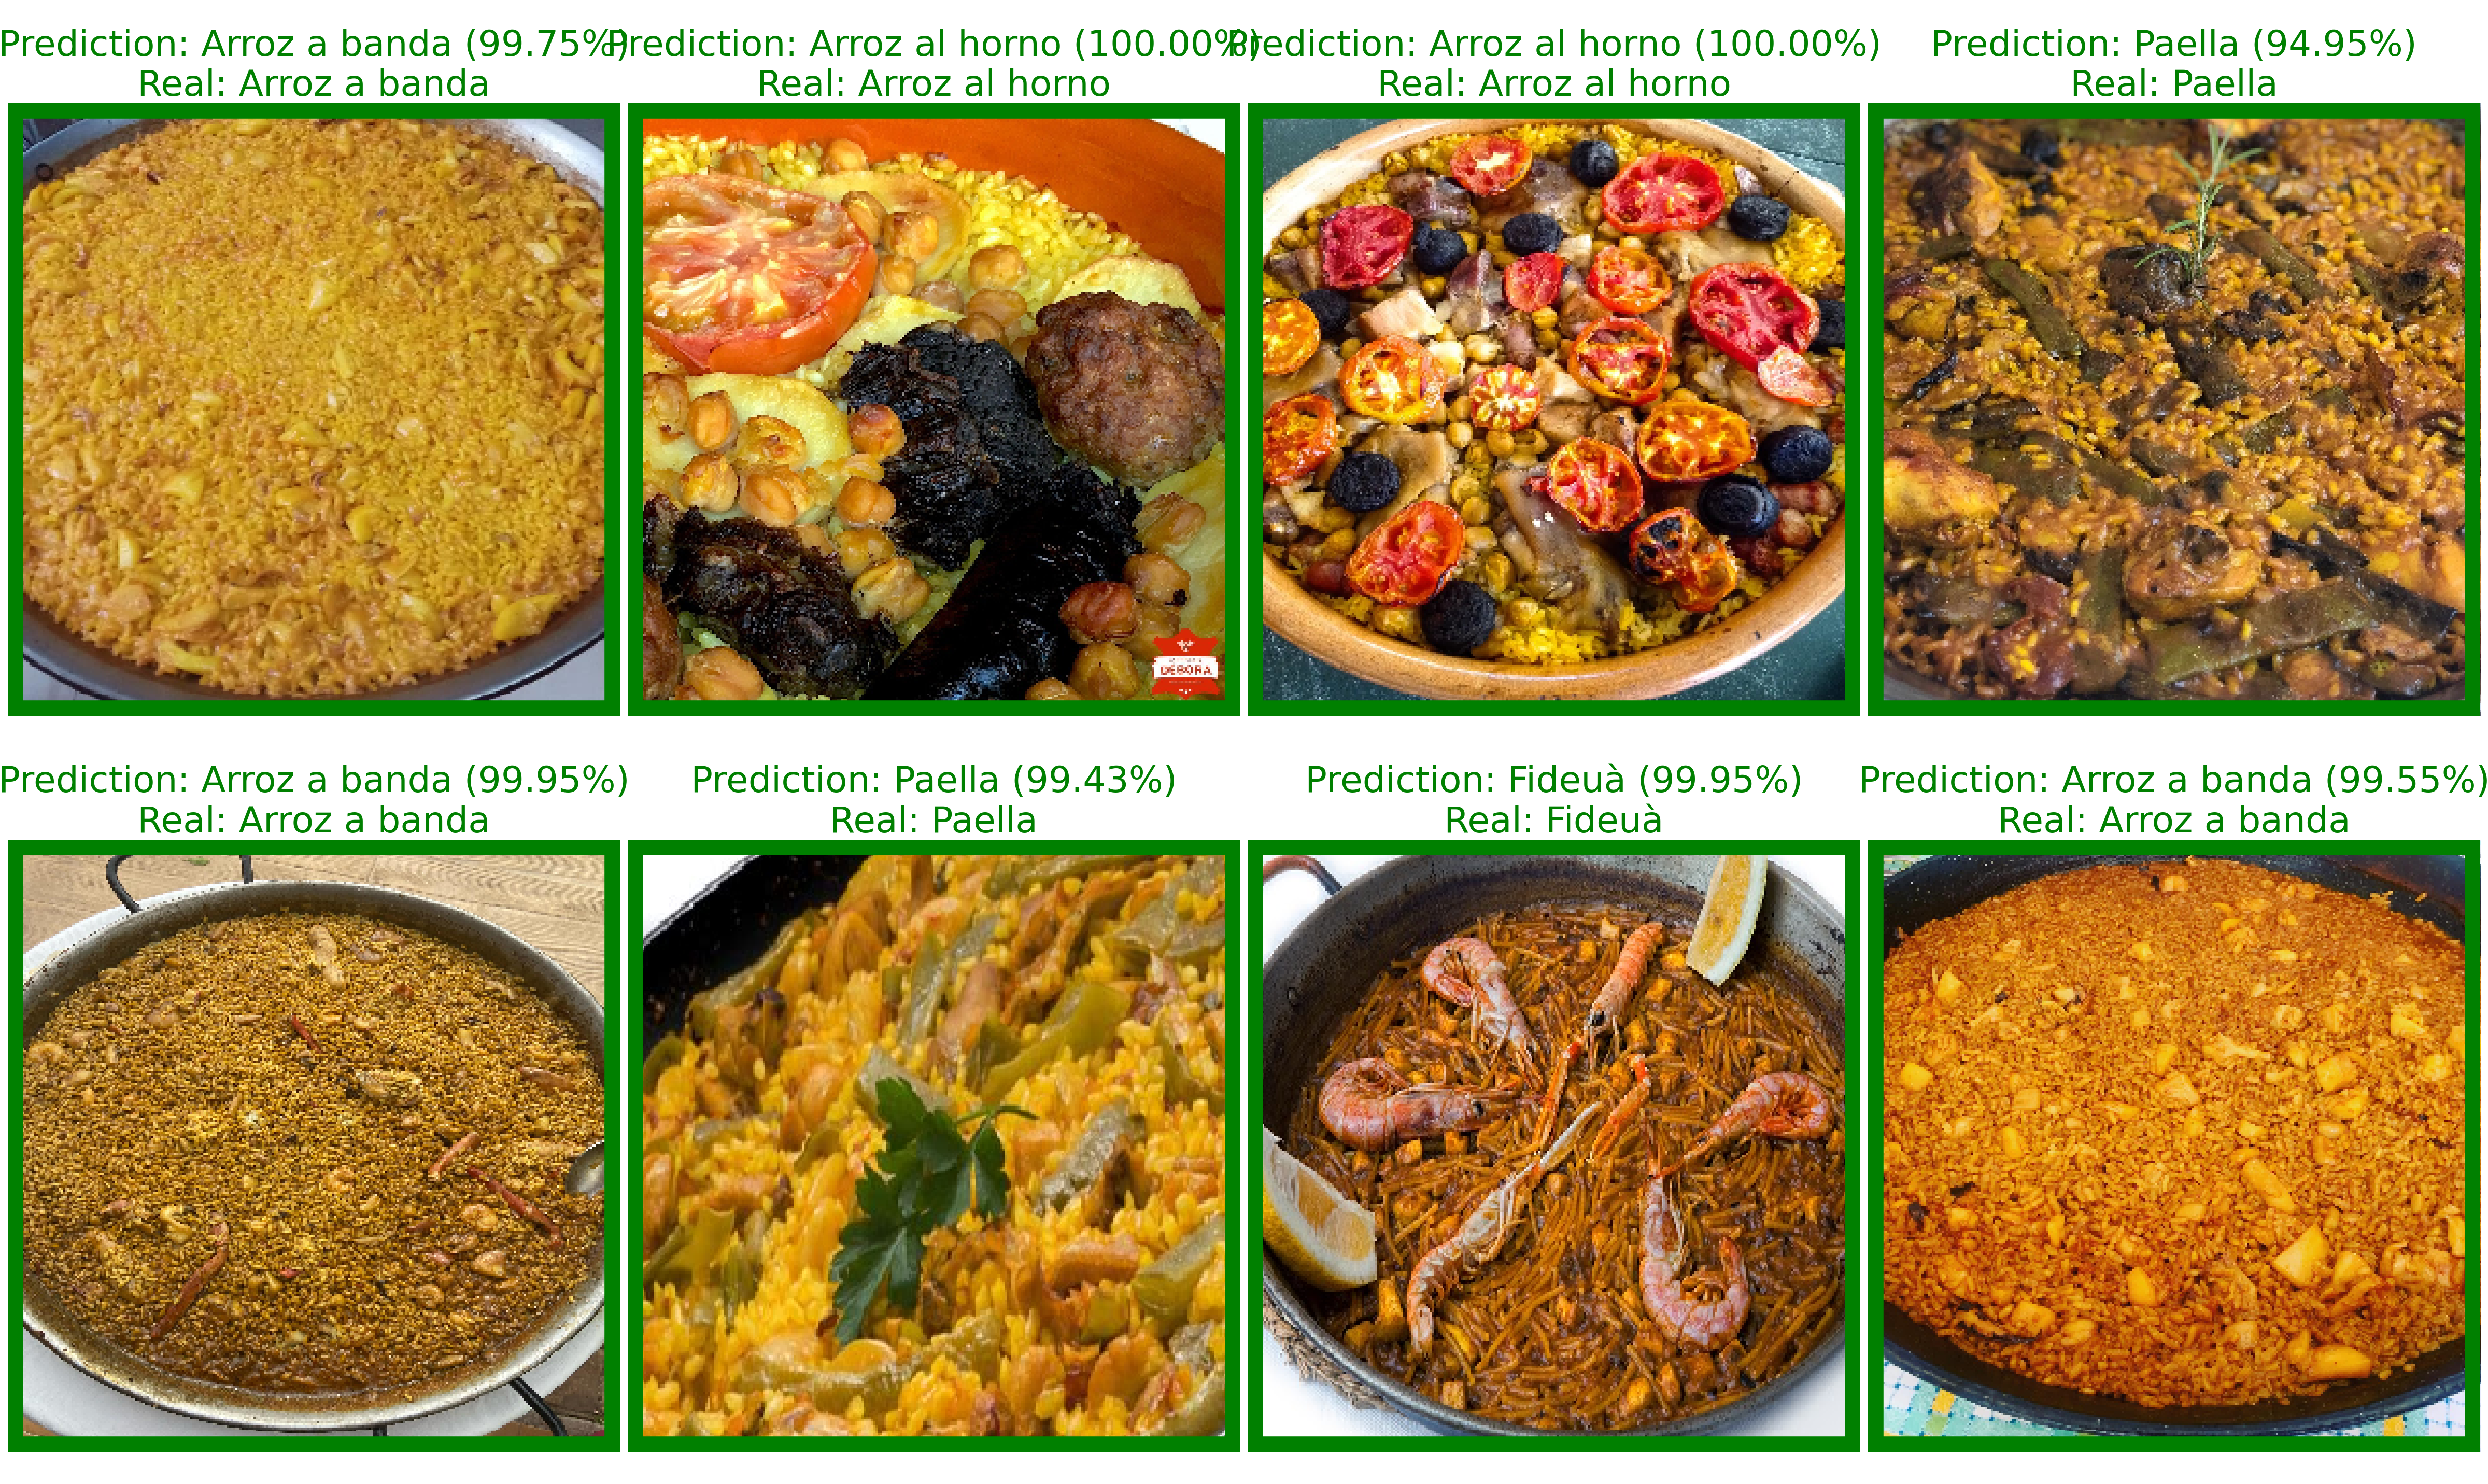 Prediction: Arroz a banda (99.75%)
Real: Arroz a banda
Prediction: Arroz al horno (100.00%)
Real: Arroz al horno
Prediction: Arroz al horno (100.00%)
Real: Arroz al horno
Prediction: Paella (94.95%)
Real: Paella
DEBORA
Prediction: Arroz a banda (99.95%)
Real: Arroz a banda
Prediction: Paella (99.43%)
Real: Paella
Prediction: Fideuà (99.95%)
Real: Fideuà
Prediction: Arroz a banda (99.55%)
Real: Arroz a banda